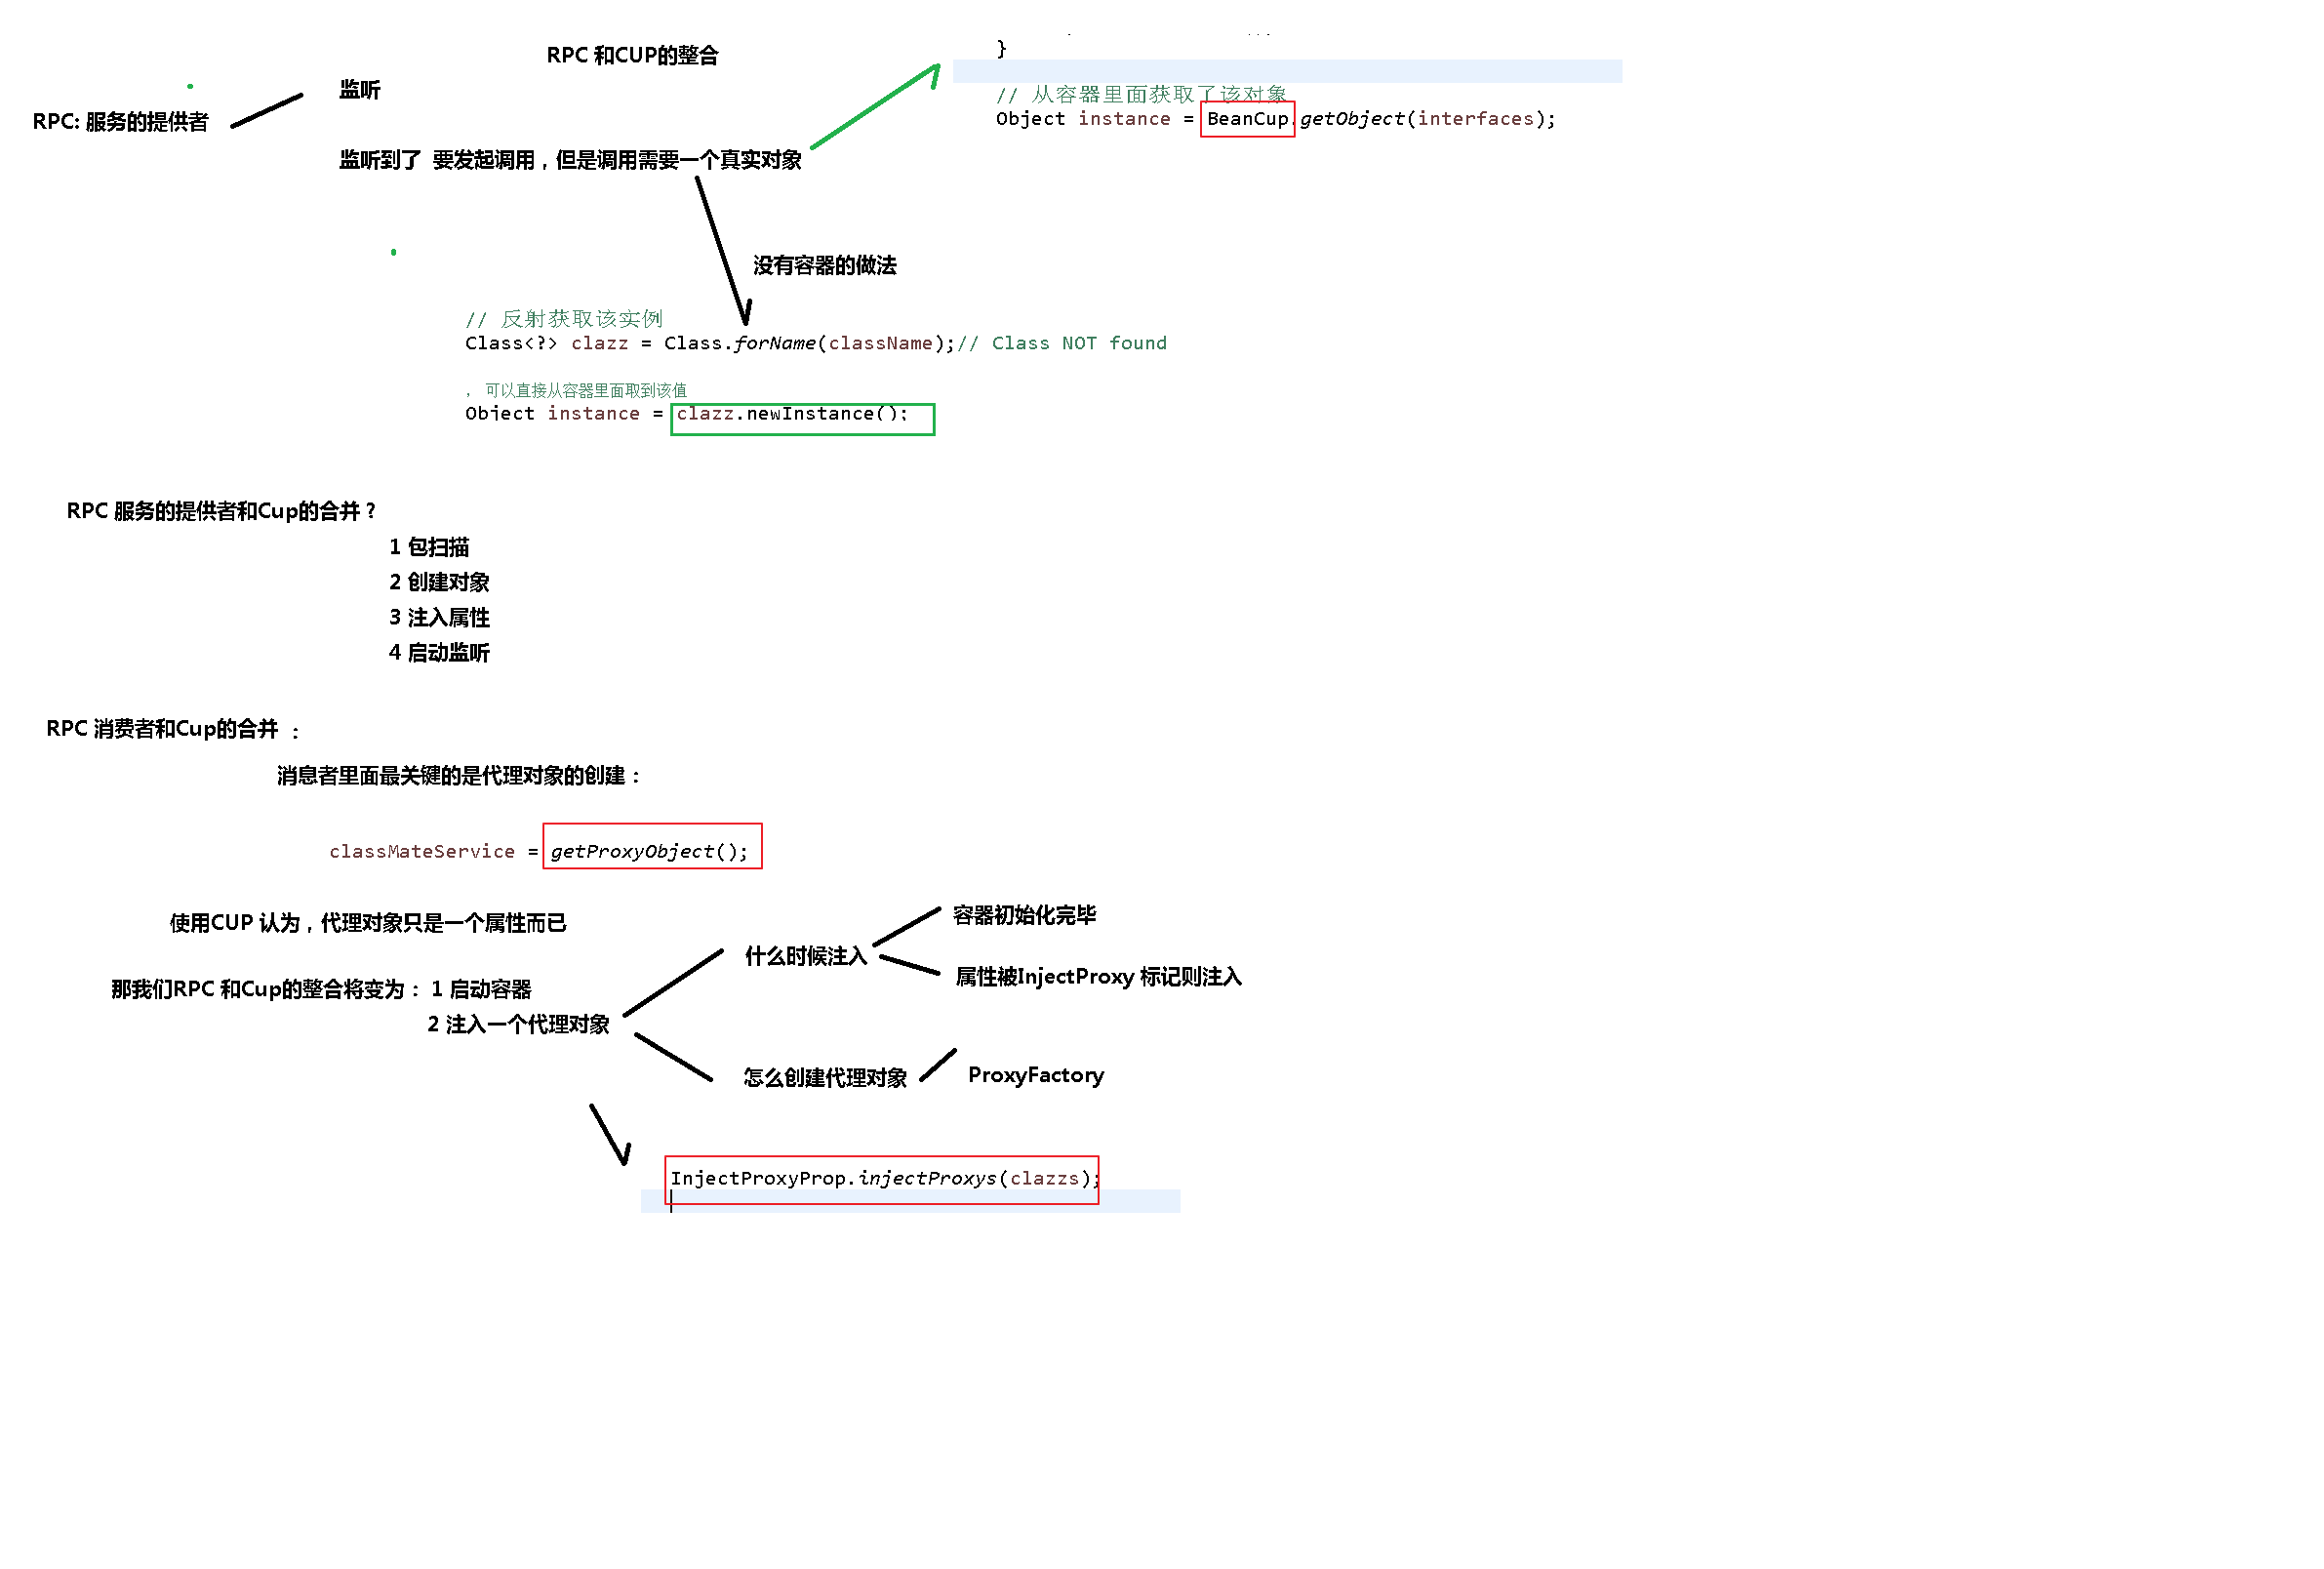 RPC 和CUP的整合
}
监听
// 从容器里面获取了该对象
RPC: 服务的提供者
Object instance = BeanCup.getObject(interfaces);
监听到了 要发起调用，但是调用需要一个真实对象
没有容器的做法
// 反射获取该实例
Class<?> clazz = Class.forName(className);// Class NOT found
，可以直接从容器里面取到该值
Object instance = clazz.newInstance();
RPC 服务的提供者和Cup的合并？
1 包扫描
2 创建对象
3 注入属性
4 启动监听
RPC 消费者和Cup的合并 ：
消息者里面最关键的是代理对象的创建：
classMateService = getProxyObject();
使用CUP 认为，代理对象只是一个属性而已
容器初始化完毕
什么时候注入
属性被InjectProxy 标记则注入
那我们RPC 和Cup的整合将变为： 1 启动容器
2 注入一个代理对象
怎么创建代理对象
ProxyFactory
InjectProxyProp.injectProxys(clazzs);